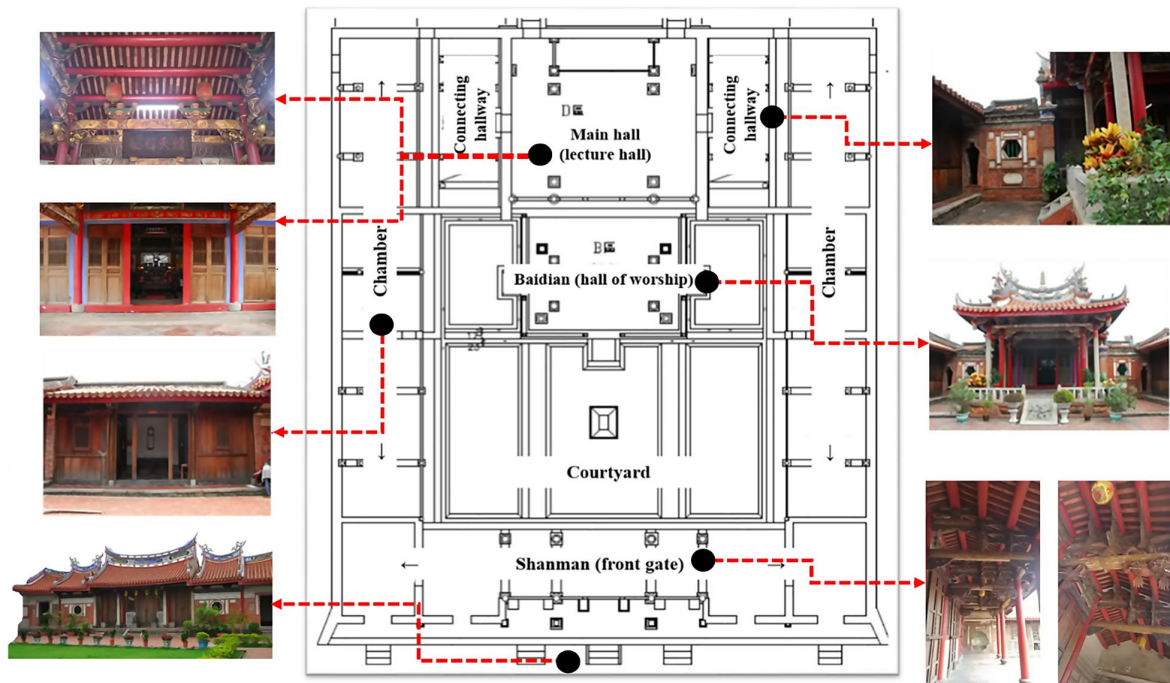 Connecting
hallway
Main hall
(lecture hall)
Connecting
hallway
Chamber
Baidian (hall of worship)
Chamber
Courtyard
Shanman (front gate)